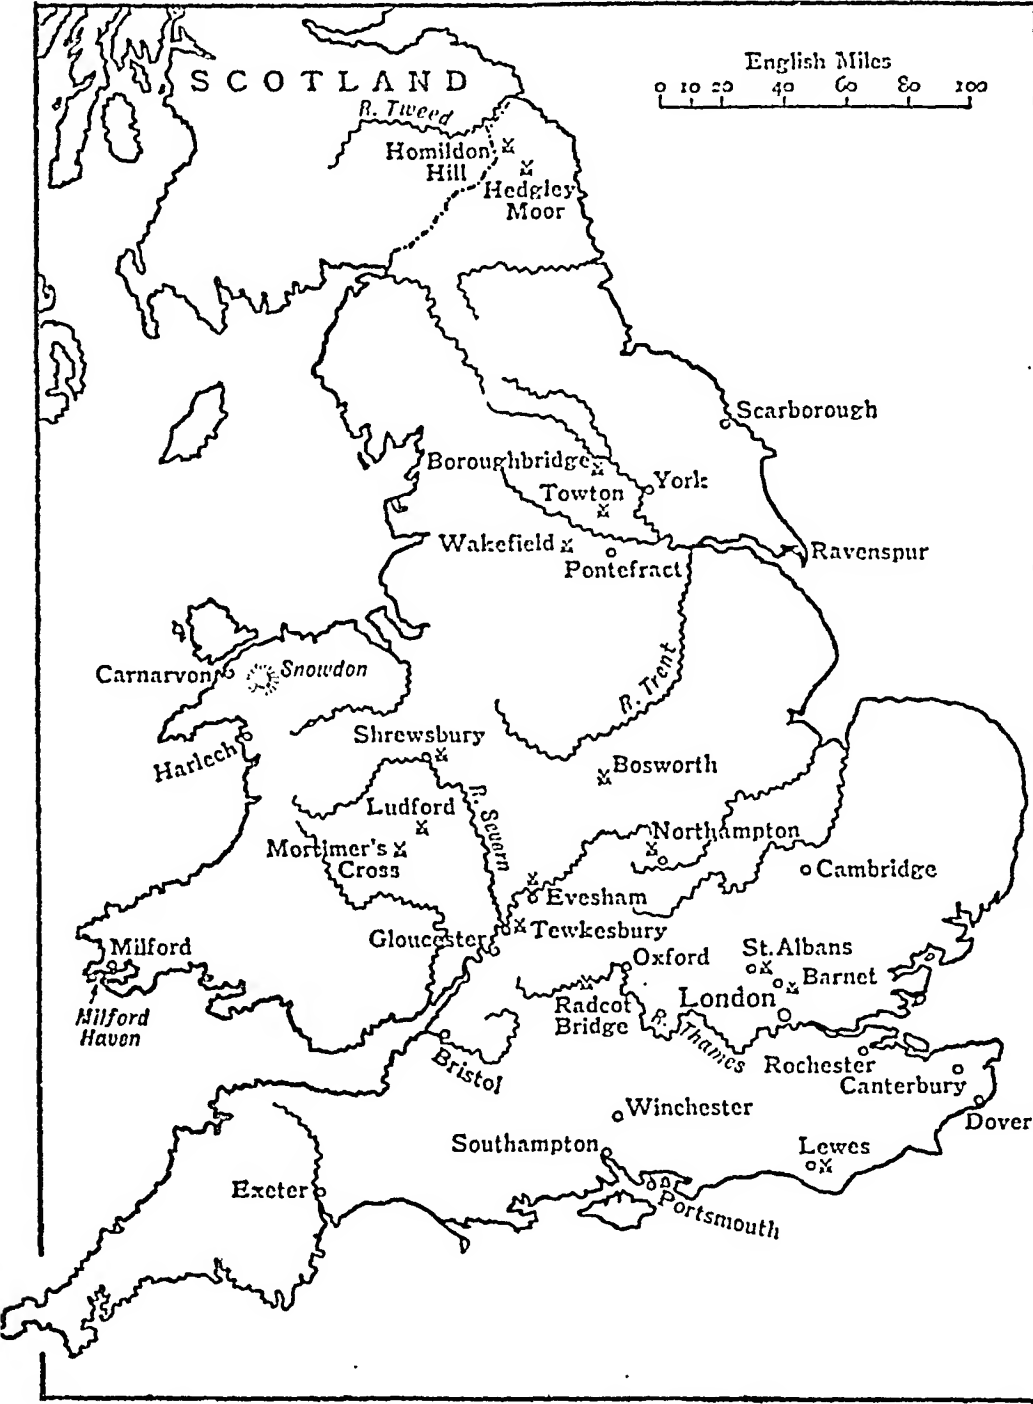 English Miles
0 10 20 40 60 80 100
SCOTLAND
R. Tweed
Homildon
Hill
Hedgley
Moor
Scarborough
Boroughbridge
York
Towton
Wakefield
Pontefract
Ravenspur
Carnarvon
Snowdon
R. Trent
Harlech
Shrewsbury
Bosworth
R. Severn
Ludford
Northampton
Mortimer's
Cross
Cambridge
Evesham
Gloucester
Tewkesbury
Milford
Milford
Haven
Oxford
St. Albans
Barnet
Radcot
Bridge
London
R. Thames
Bristol
Rochester
Canterbury
Dover
Winchester
Southampton
Lewes
Exeter
Portsmouth